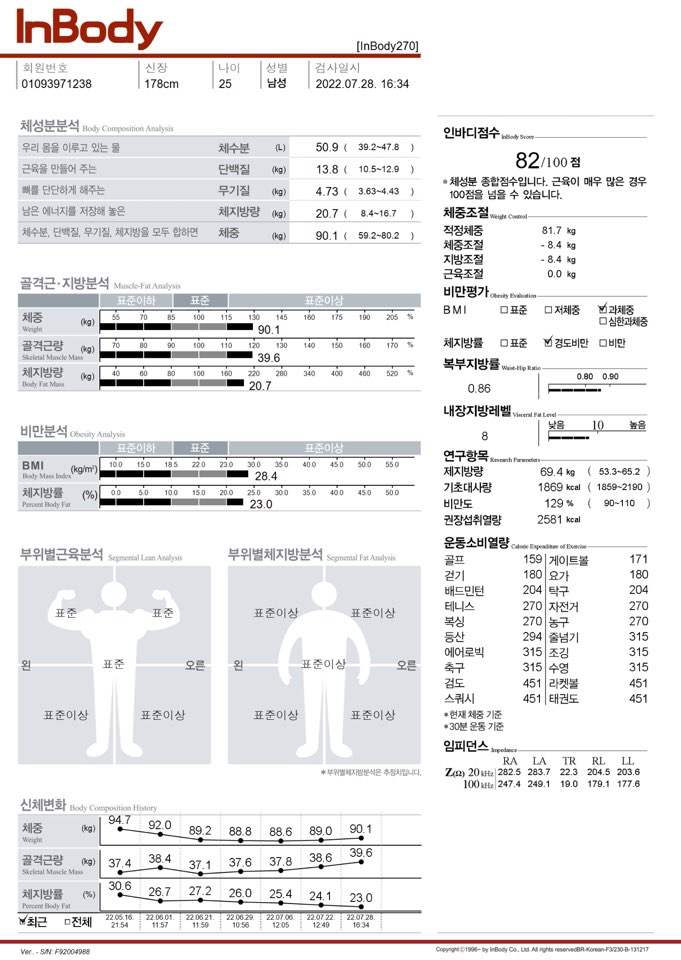 InBody
[InBody270]
회원번호 신장 나이 성별 검사일시
01093971238 178cm 25 남성 2022.07.28. 16:34
체성분분석 Body Composition Analysis
우리 몸을 이루고 있는 물 체수분 (L) 50.9 ( 39.2~47.8 )
근육을 만들어 주는 단백질 (kg) 13.8 ( 10.5~12.9 )
뼈를 단단하게 해주는 무기질 (kg) 4.73 ( 3.63~4.43 )
남은 에너지를 저장해 놓은 체지방량 (kg) 20.7 ( 8.4~16.7 )
체수분, 단백질, 무기질, 체지방을 모두 합하면 체중 (kg) 90.1 ( 59.2~80.2 )
골격근·지방분석 Muscle-Fat Analysis
표준이하 표준 표준이상
체중 (kg) 55 70 85 100 115 130 145 160 175 190 205 %
Weight 90.1
골격근량 (kg) 70 80 90 100 110 120 130 140 150 160 170 %
Skeletal Muscle Mass 39.6
체지방량 (kg) 40 60 80 100 160 220 280 340 400 460 520 %
Body Fat Mass 20.7
비만분석 Obesity Analysis
표준이하 표준 표준이상
BMI (kg/m²) 10.0 15.0 18.5 22.0 23.0 30.0 35.0 40.0 45.0 50.0 55.0
Body Mass Index 28.4
체지방률 (%) 0.0 5.0 10.0 15.0 20.0 25.0 30.0 35.0 40.0 45.0 50.0
Percent Body Fat 23.0
부위별근육분석 Segmental Lean Analysis
표준 표준
왼 표준 오른
표준이상 표준이상
부위별체지방분석 Segmental Fat Analysis
표준이상 표준이상
왼 표준이상 오른
표준이상 표준이상
*부위별체지방분석은 추정치입니다.
신체변화 Body Composition History
체중 (kg) 94.7 92.0 89.2 88.8 88.6 89.0 90.1
Weight
골격근량 (kg) 37.4 38.4 37.1 37.6 37.8 38.6 39.6
Skeletal Muscle Mass
체지방률 (%) 30.6 26.7 27.2 26.0 25.4 24.1 23.0
Percent Body Fat
최근 전체 22.05.16. 22.06.01. 22.06.21. 22.06.29. 22.07.06. 22.07.22. 22.07.28.
21:54 11:57 11:59 10:56 12:05 12:49 16:34
인바디점수 InBody Score
82/100 점
*체성분 종합점수입니다. 근육이 매우 많은 경우
100점을 넘을 수 있습니다.
체중조절 Weight Control
적정체중 81.7 kg
체중조절 - 8.4 kg
지방조절 - 8.4 kg
근육조절 0.0 kg
비만평가 Obesity Evaluation
BMI 표준 저체중 과체중
심한과체중
체지방률 표준 경도비만 비만
복부지방률 Waist-Hip Ratio
0.80 0.90
0.86
내장지방레벨 Visceral Fat Level
낮음 10 높음
8
연구항목 Research Parameters
제지방량 69.4 kg ( 53.3~65.2 )
기초대사량 1869 kcal ( 1859~2190 )
비만도 129 % ( 90~110 )
권장섭취열량 2581 kcal
운동소비열량 Calorie Expenditure of Exercise
골프 159 게이트볼 171
걷기 180 요가 180
배드민턴 204 탁구 204
테니스 270 자전거 270
복싱 270 농구 270
등산 294 줄넘기 315
에어로빅 315 조깅 315
축구 315 수영 315
검도 451 라켓볼 451
스쿼시 451 태권도 451
*현재 체중 기준
*30분 운동 기준
임피던스 Impedance
RA LA TR RL LL
Z(Ω) 20 kHz 282.5 283.7 22.3 204.5 203.6
100 kHz 247.4 249.1 19.0 179.1 177.6
Ver.. - S/N: F92004988
Copyrightⓒ1996~ by InBody Co., Ltd. All rights reservedBR-Korean-F3/230-B-131217